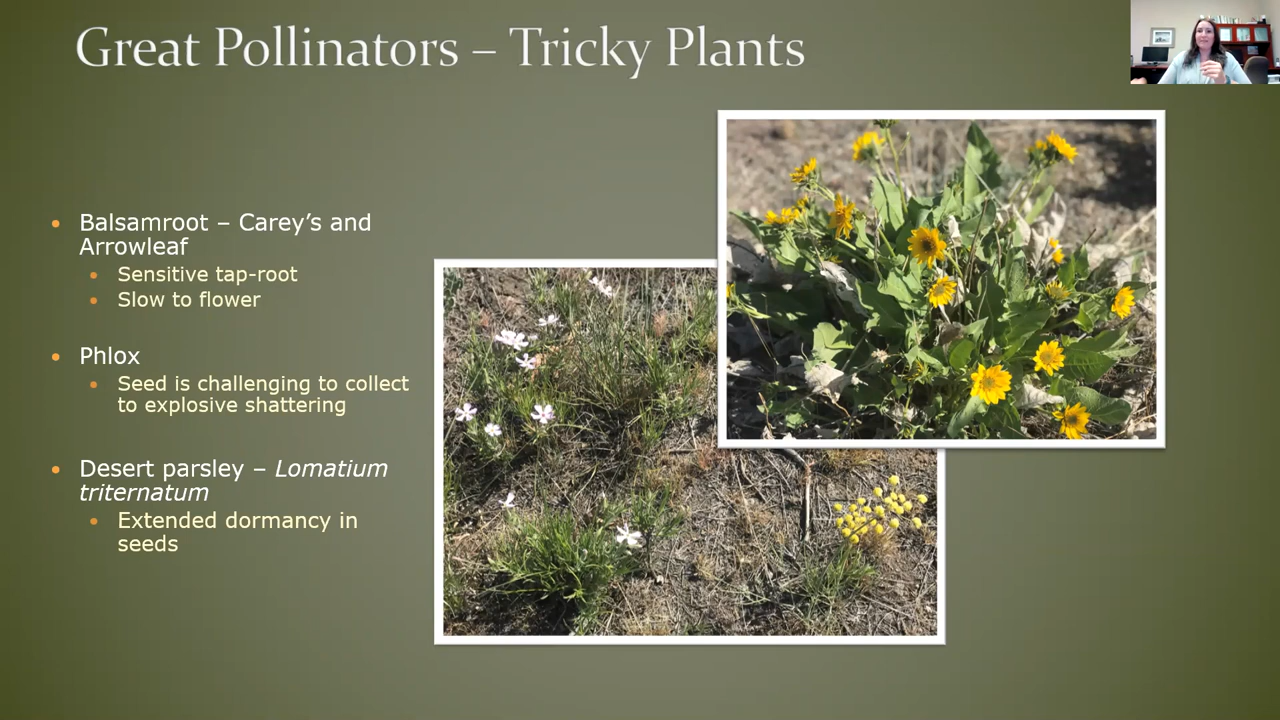 Great Pollinators – Tricky Plants
Balsamroot – Carey’s and
Arrowleaf
Sensitive tap-root
Slow to flower
Phlox
Seed is challenging to collect
to explosive shattering
Desert parsley – Lomatium
triternatum
Extended dormancy in
seeds